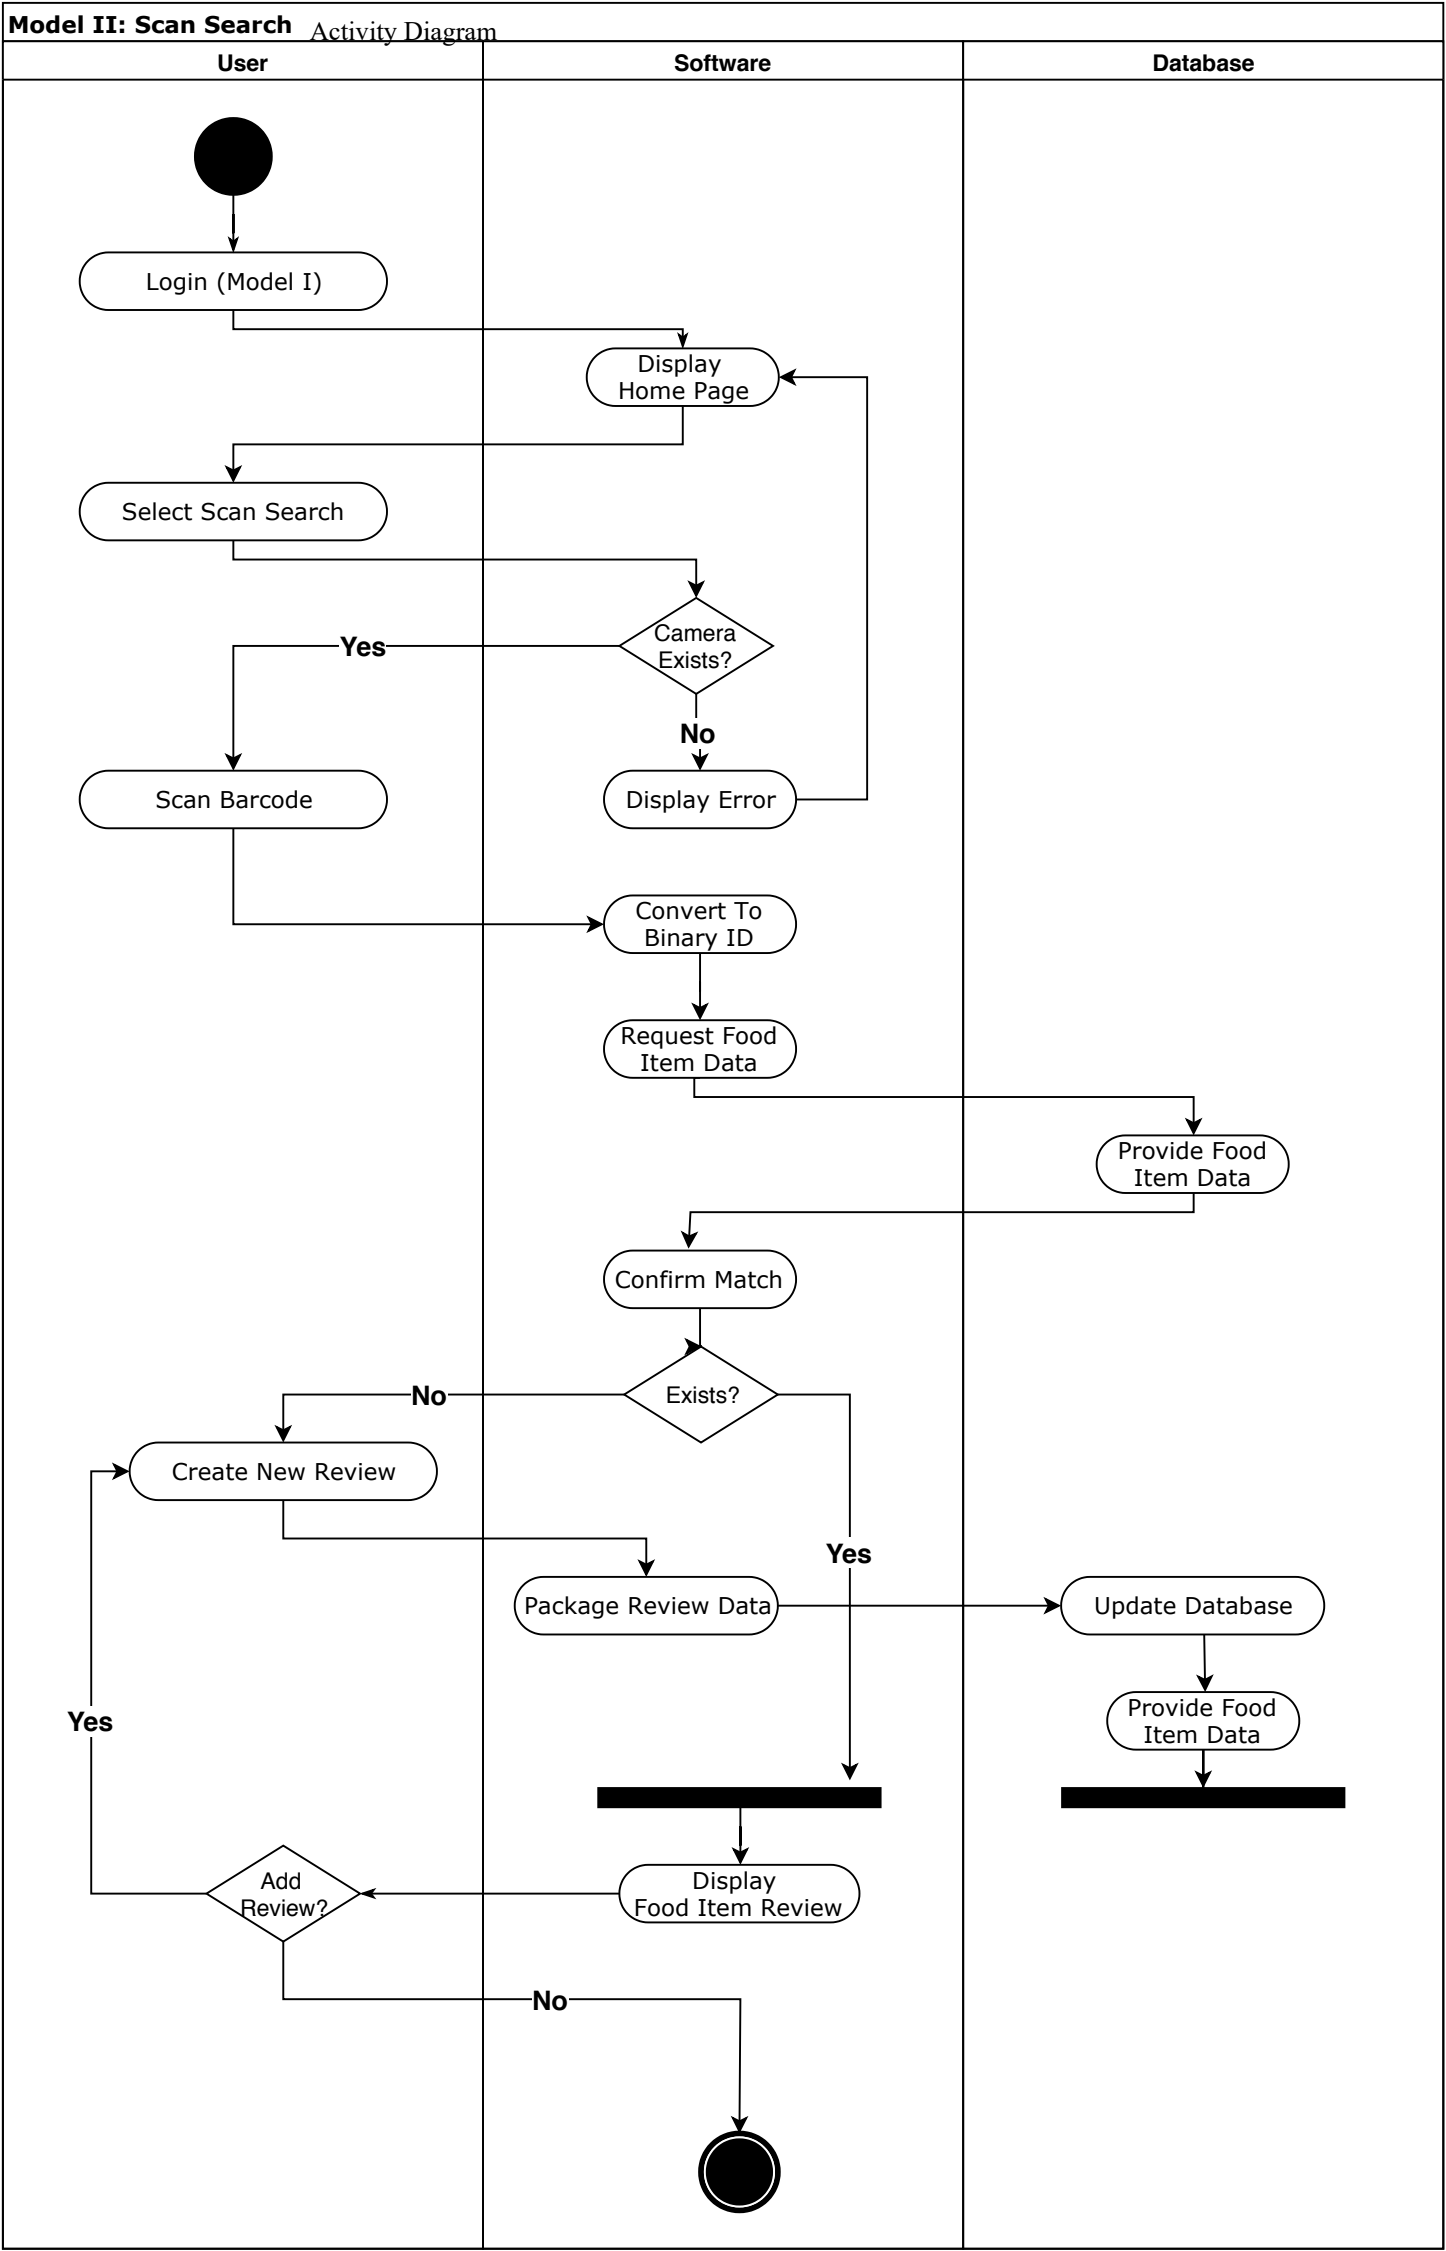 Model II: Scan Search Activity Diagram
User Software Database
Login (Model I)
Display
Home Page
Select Scan Search
Camera
Exists?
Yes
No
Scan Barcode
Display Error
Convert To
Binary ID
Request Food
Item Data
Provide Food
Item Data
Confirm Match
Exists?
No
Create New Review
Yes
Package Review Data
Update Database
Provide Food
Item Data
Yes
Add
Review?
Display
Food Item Review
No